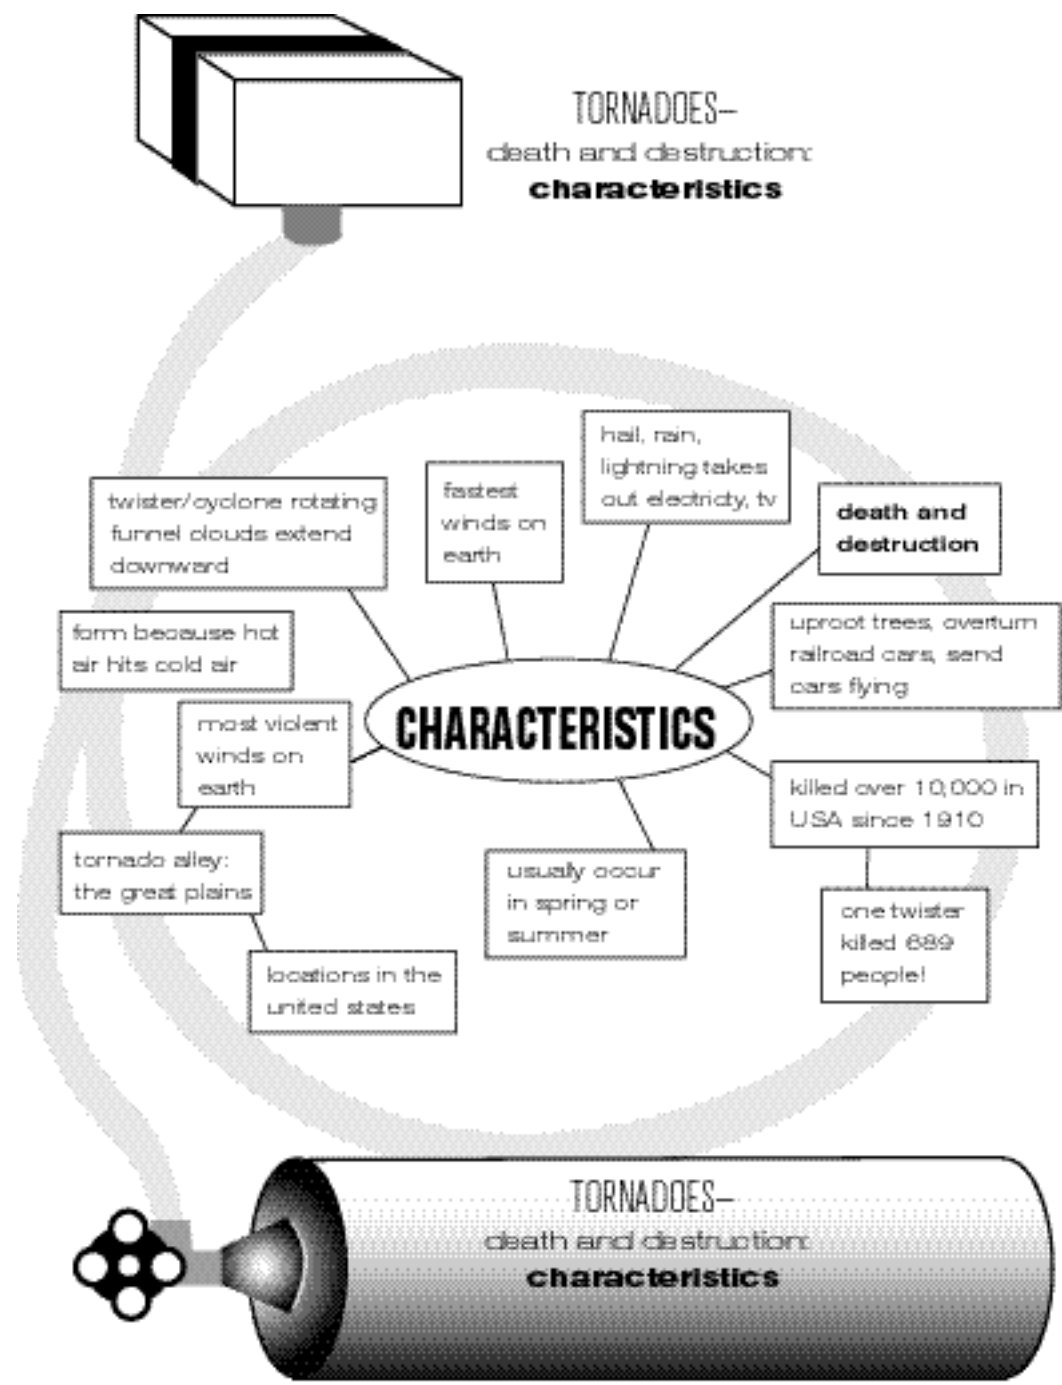 TORNADOES—
death and destruction:
characteristics
hail, rain,
lightning takes
out electricty, tv
fastest
winds on
earth
twister/cyclone rotating
funnel clouds extend
downward
death and
destruction
form because hot
air hits cold air
uproot trees, overturn
railroad cars, send
cars flying
most violent
winds on
earth
CHARACTERISTICS
killed over 10,000 in
USA since 1910
tornado alley:
the great plains
usually occur
in spring or
summer
one twister
killed 689
people!
locations in the
united states
TORNADOES—
death and destruction:
characteristics